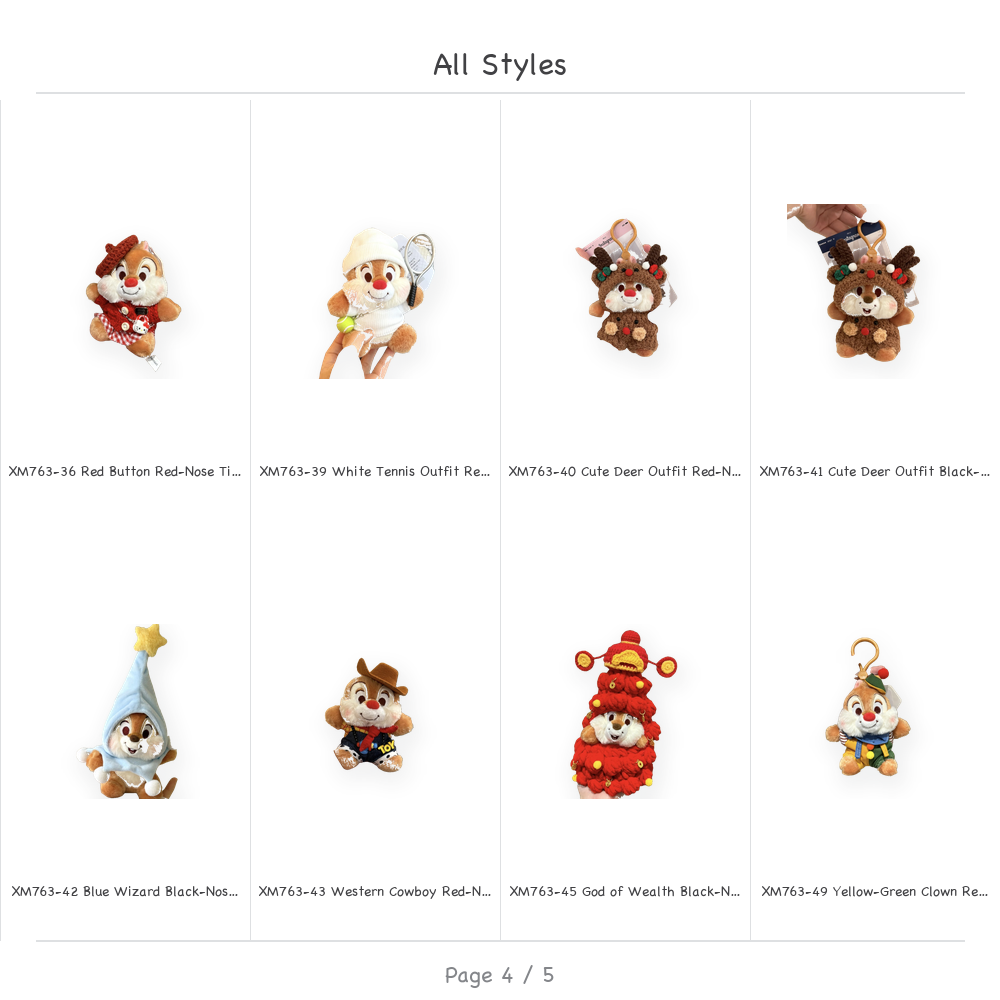 All Styles
XM763-36 Red Button Red-Nose Ti...
XM763-39 White Tennis Outfit Re...
XM763-40 Cute Deer Outfit Red-N...
XM763-41 Cute Deer Outfit Black-...
TOY
XM763-42 Blue Wizard Black-Nos...
XM763-43 Western Cowboy Red-N...
XM763-45 God of Wealth Black-N...
XM763-49 Yellow-Green Clown Re...
Page 4 / 5